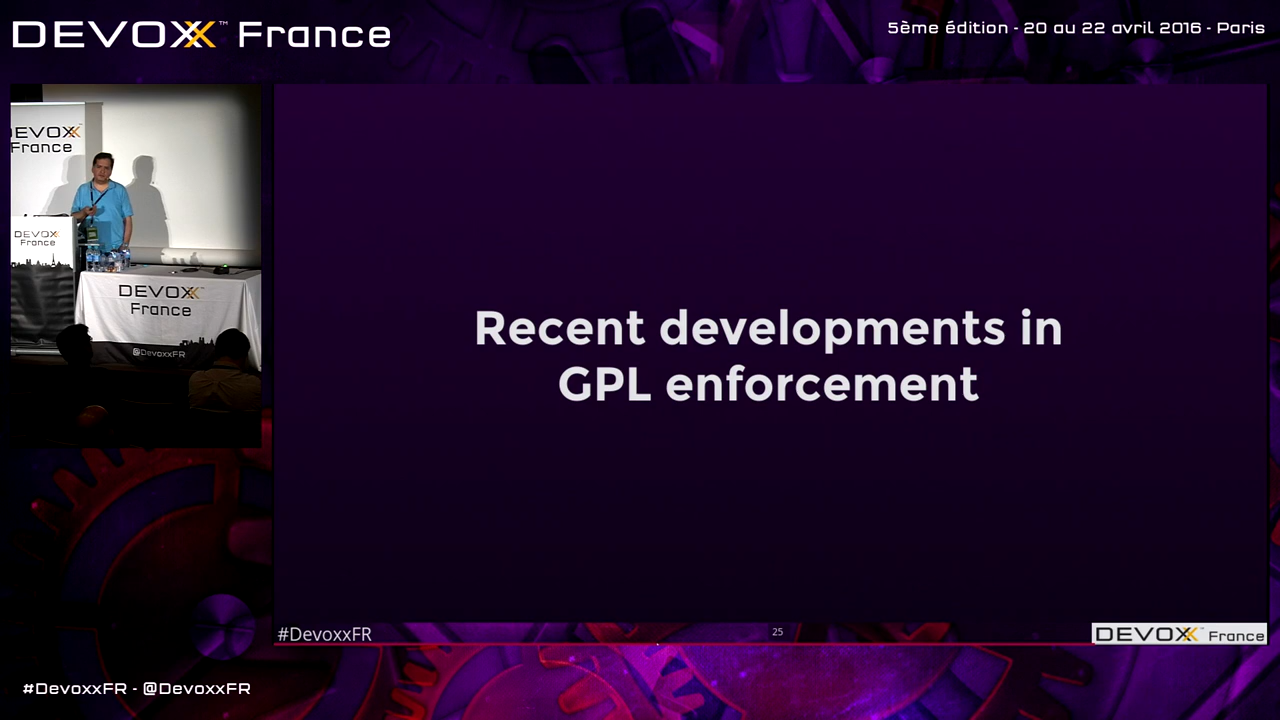 DEVOXX™ France
5ème édition - 20 au 22 avril 2016 - Paris
DEVOXX
France
DEVOXX
France
DEVOXX
France
@DevoxxFR
Recent developments in
GPL enforcement
#DevoxxFR
25
DEVOXX France
#DevoxxFR - @DevoxxFR